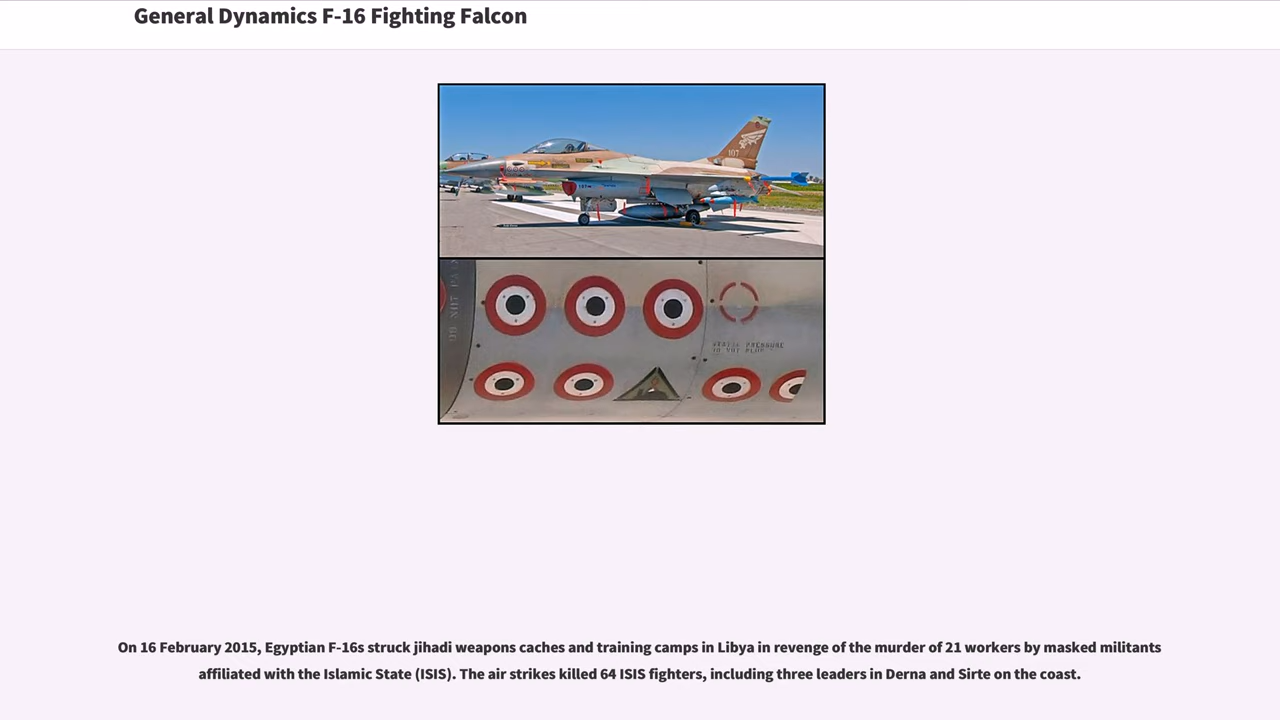 General Dynamics F-16 Fighting Falcon
107
On 16 February 2015, Egyptian F-16s struck jihadi weapons caches and training camps in Libya in revenge of the murder of 21 workers by masked militants
affiliated with the Islamic State (ISIS). The air strikes killed 64 ISIS fighters, including three leaders in Derna and Sirte on the coast.